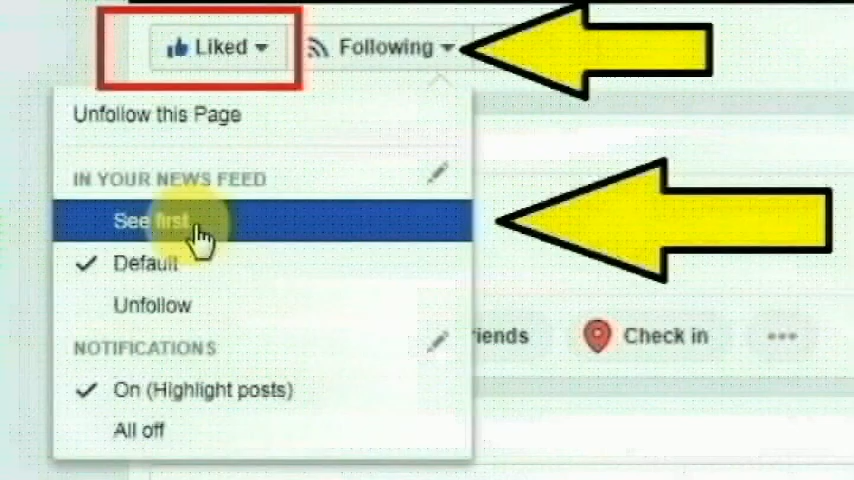 Liked Following
Unfollow this Page
IN YOUR NEWS FEED
See first
Default
Unfollow
riends Check in
NOTIFICATIONS
On (Highlight posts)
All off